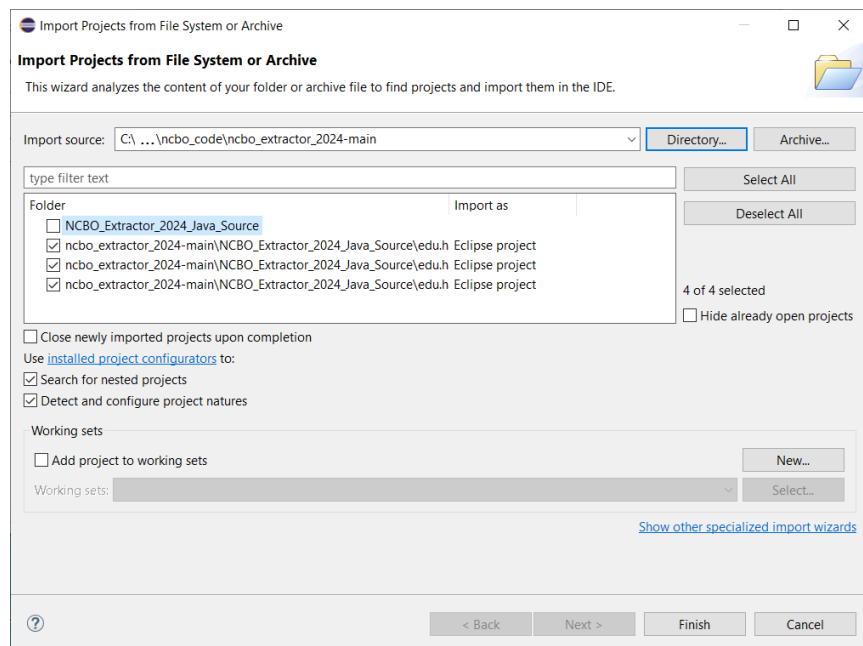 Import Projects from File System or Archive
Import Projects from File System or Archive
This wizard analyzes the content of your folder or archive file to find projects and import them in the IDE.
Import source: C:\ ...\ncbo_code\ncbo_extractor_2024-main Directory... Archive...
type filter text Select All
Folder Import as
Deselect All
NCBO_Extractor_2024_Java_Source
ncbo_extractor_2024-main\NCBO_Extractor_2024_Java_Source\edu.h Eclipse project
ncbo_extractor_2024-main\NCBO_Extractor_2024_Java_Source\edu.h Eclipse project
ncbo_extractor_2024-main\NCBO_Extractor_2024_Java_Source\edu.h Eclipse project
4 of 4 selected
Hide already open projects
Close newly imported projects upon completion
Use installed project configurators to:
Search for nested projects
Detect and configure project natures
Working sets
Add project to working sets New...
Working sets: Select...
Show other specialized import wizards
? < Back Next > Finish Cancel